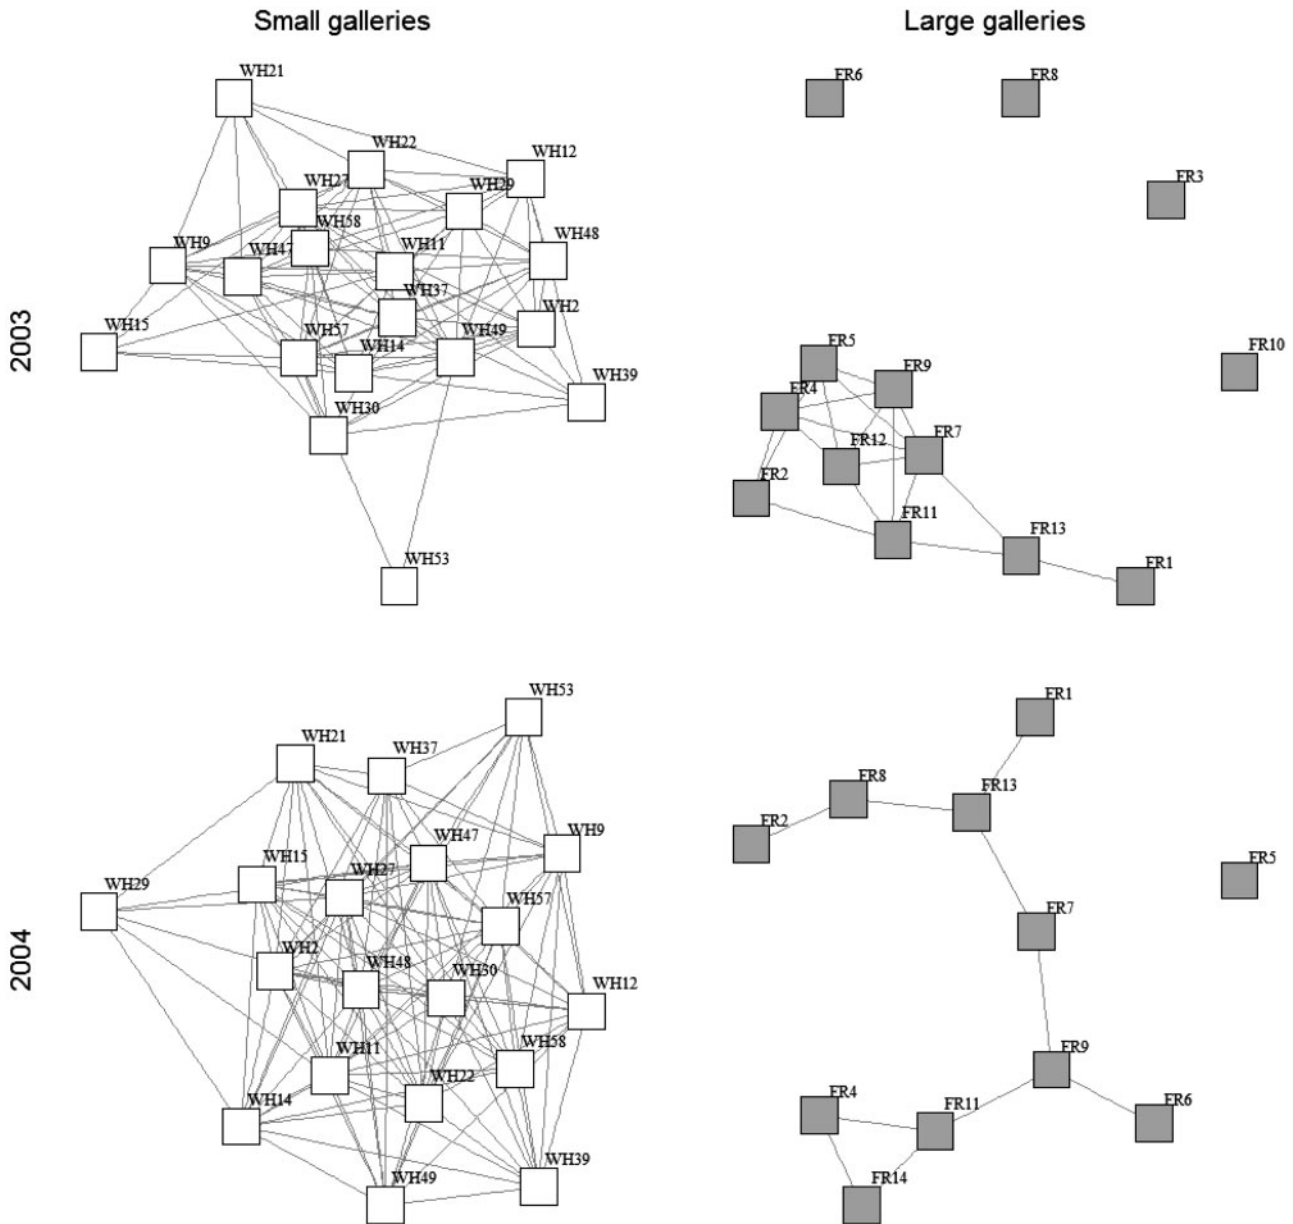 Small galleries
Large galleries
2003
WH21
WH22
WH12
WH27
WH29
WH58
WH9
WH47
WH11
WH48
WH37
WH2
WH15
WH57
WH14
WH49
WH39
WH30
WH53
FR6
FR8
FR3
FR10
FR5
FR9
FR4
FR12
FR7
FR2
FR11
FR13
FR1
2004
WH53
WH21
WH37
WH47
WH9
WH15
WH27
WH29
WH57
WH2
WH48
WH30
WH12
WH11
WH58
WH22
WH14
WH39
WH49
FR1
FR8
FR13
FR2
FR5
FR7
FR9
FR4
FR11
FR6
FR14